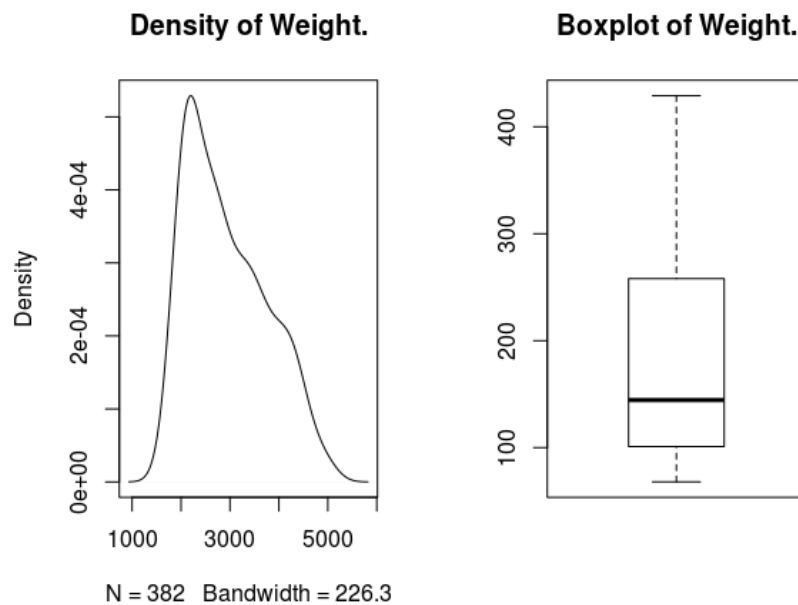 Density of Weight.
Density
0e+00
2e-04
4e-04
1000
3000
5000
N = 382 Bandwidth = 226.3
Boxplot of Weight.
100
200
300
400